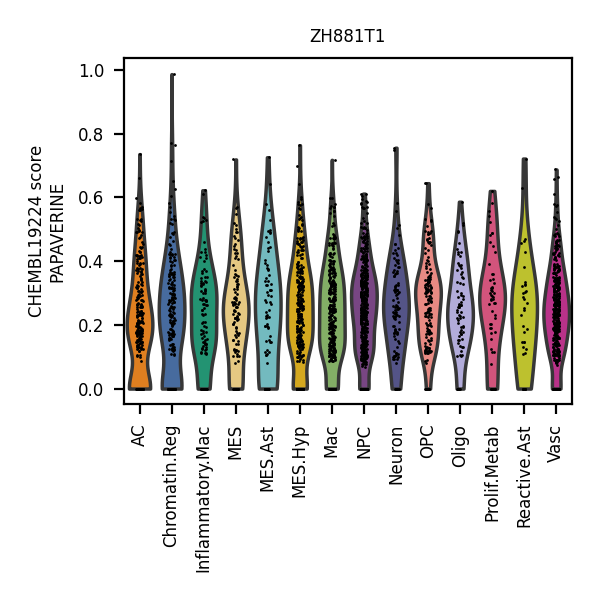 ZH881T1
CHEMBL19224 score
PAPAVERINE
1.0
0.8
0.6
0.4
0.2
0.0
AC
Chromatin.Reg
Inflammatory.Mac
MES
MES.Ast
MES.Hyp
Mac
NPC
Neuron
OPC
Oligo
Prolif.Metab
Reactive.Ast
Vasc